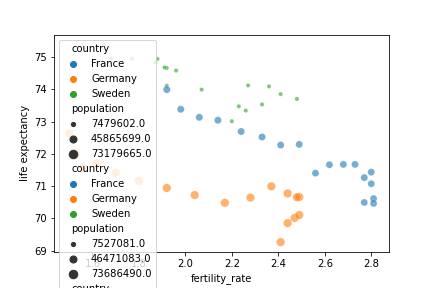 country
France
Germany
Sweden
population
7479602.0
45865699.0
73179665.0
country
France
Germany
Sweden
population
7527081.0
46471083.0
73686490.0
country
75
74
73
72
71
70
69
life expectancy
2.0
2.2
2.4
2.6
2.8
fertility_rate